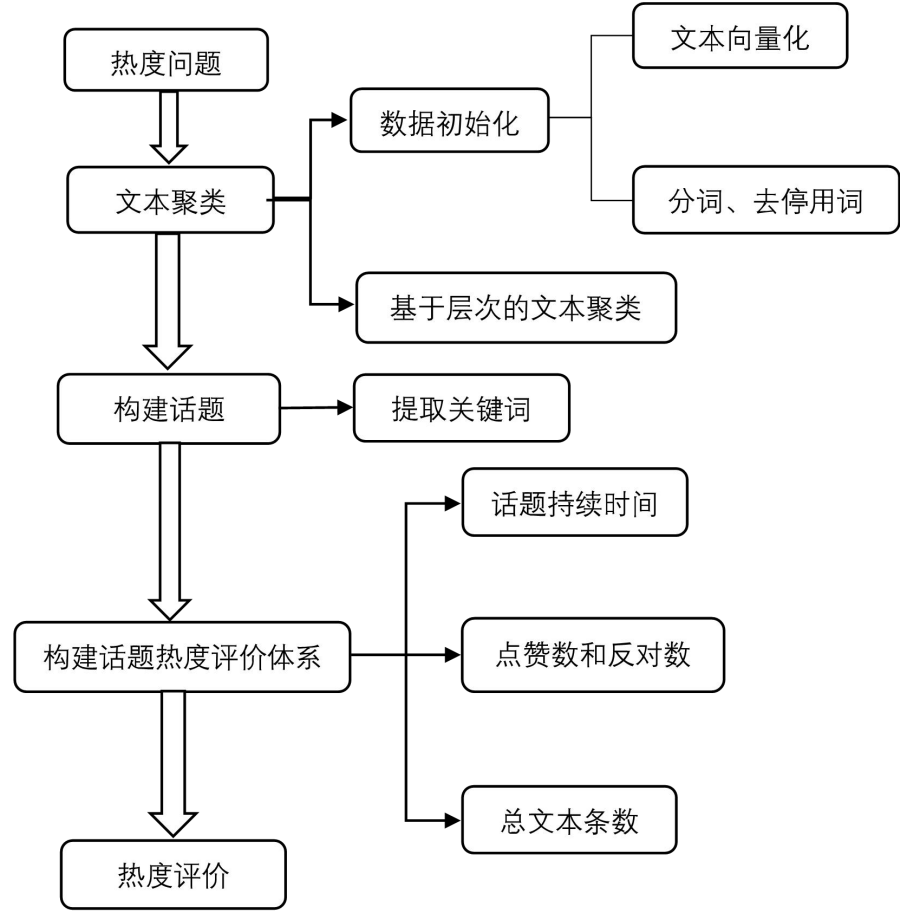 热度问题
文本聚类
数据初始化
文本向量化
分词、去停用词
基于层次的文本聚类
构建话题
提取关键词
构建话题热度评价体系
话题持续时间
点赞数和反对数
总文本条数
热度评价